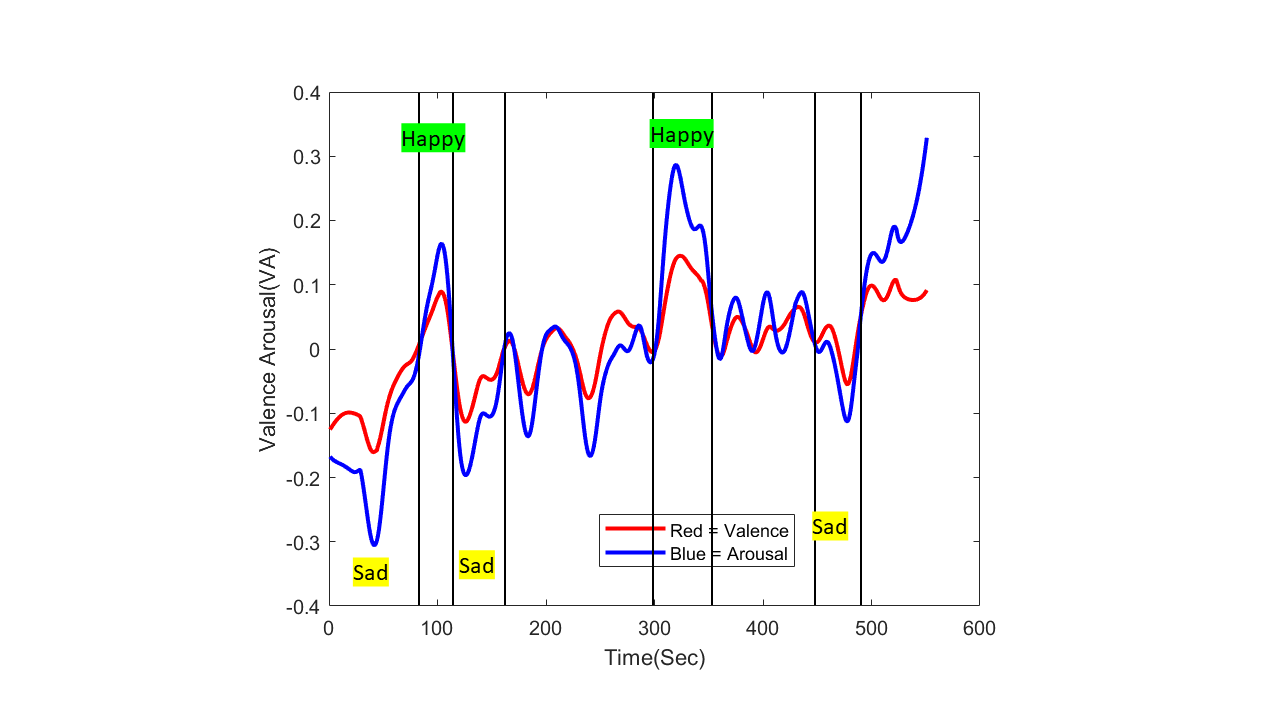 0.4
0.3
0.2
0.1
0
-0.1
-0.2
-0.3
-0.4
Valence Arousal(VA)
Happy
Happy
Sad
Sad
Sad
Red = Valence
Blue = Arousal
0 100 200 300 400 500 600
Time(Sec)